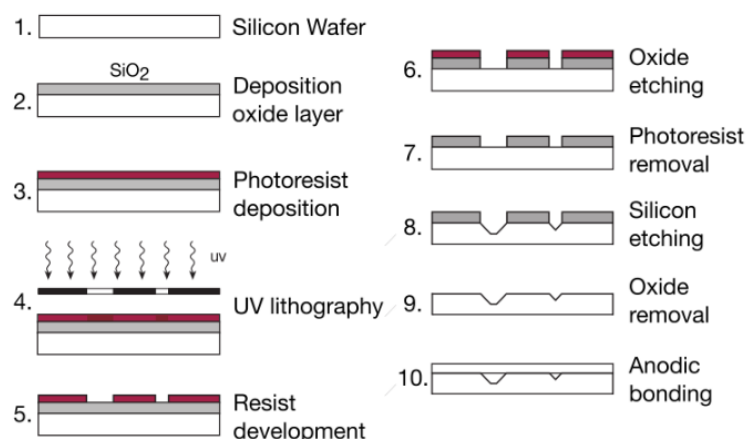 1. Silicon Wafer
SiO2
2. Deposition
oxide layer
3. Photoresist
deposition
uv
4. UV lithography
5. Resist
development
6. Oxide
etching
7. Photoresist
removal
8. Silicon
etching
9. Oxide
removal
10. Anodic
bonding